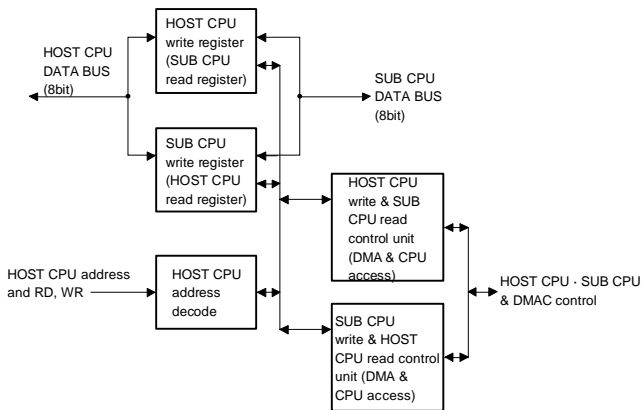 HOST CPU
write register
(SUB CPU
read register)
HOST CPU
DATA BUS
(8bit)
SUB CPU
DATA BUS
(8bit)
SUB CPU
write register
(HOST CPU
read register)
HOST CPU
write & SUB
CPU read
control unit
(DMA & CPU
access)
HOST CPU address
and RD, WR
HOST CPU
address
decode
HOST CPU · SUB CPU
& DMAC control
SUB CPU
write & HOST
CPU read control
unit (DMA &
CPU access)